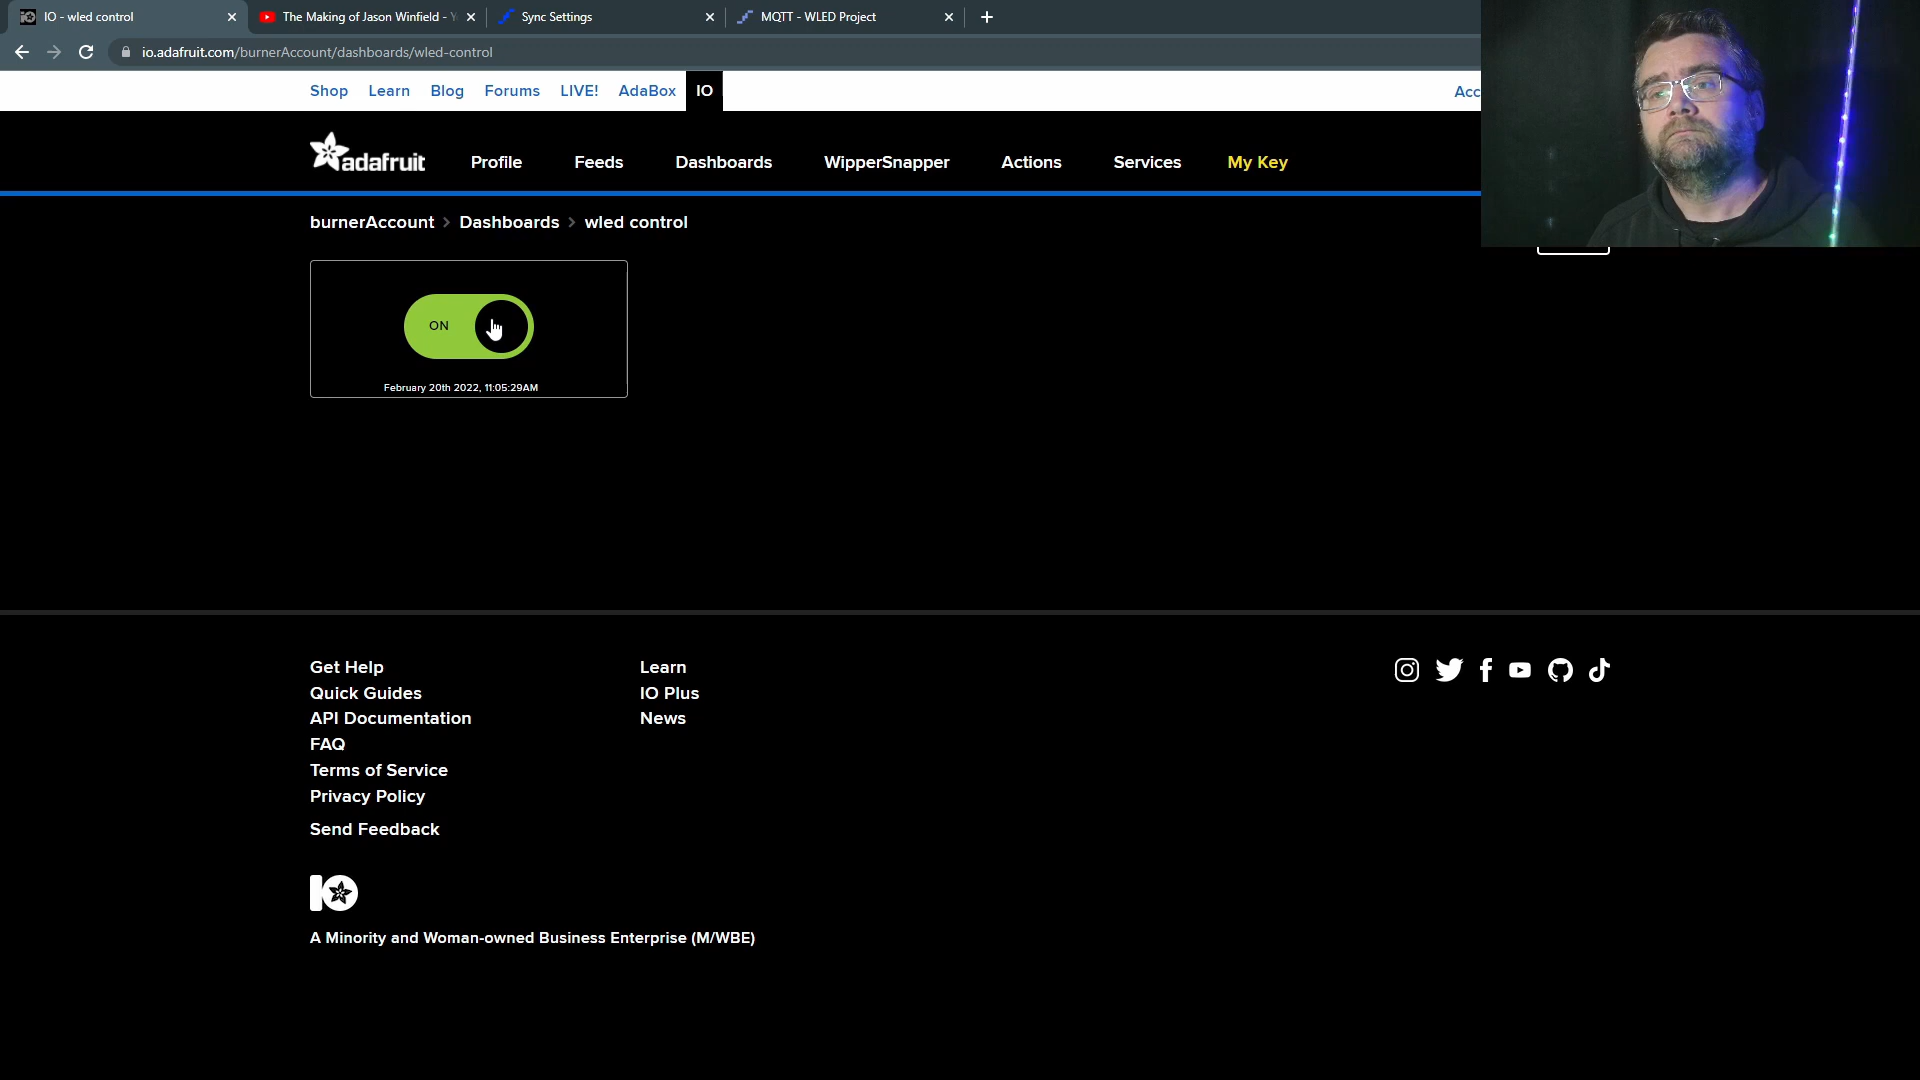 IO - wled control
The Making of Jason Winfield - Y
Sync Settings
MQTT - WLED Project
io.adafruit.com/burnerAccount/dashboards/wled-control
Shop Learn Blog Forums LIVE! AdaBox IO Acc
adafruit Profile Feeds Dashboards WipperSnapper Actions Services My Key
burnerAccount > Dashboards > wled control
ON
February 20th 2022, 11:05:29AM
Get Help
Quick Guides
API Documentation
FAQ
Terms of Service
Privacy Policy
Send Feedback
Learn
IO Plus
News
IO
A Minority and Woman-owned Business Enterprise (M/WBE)